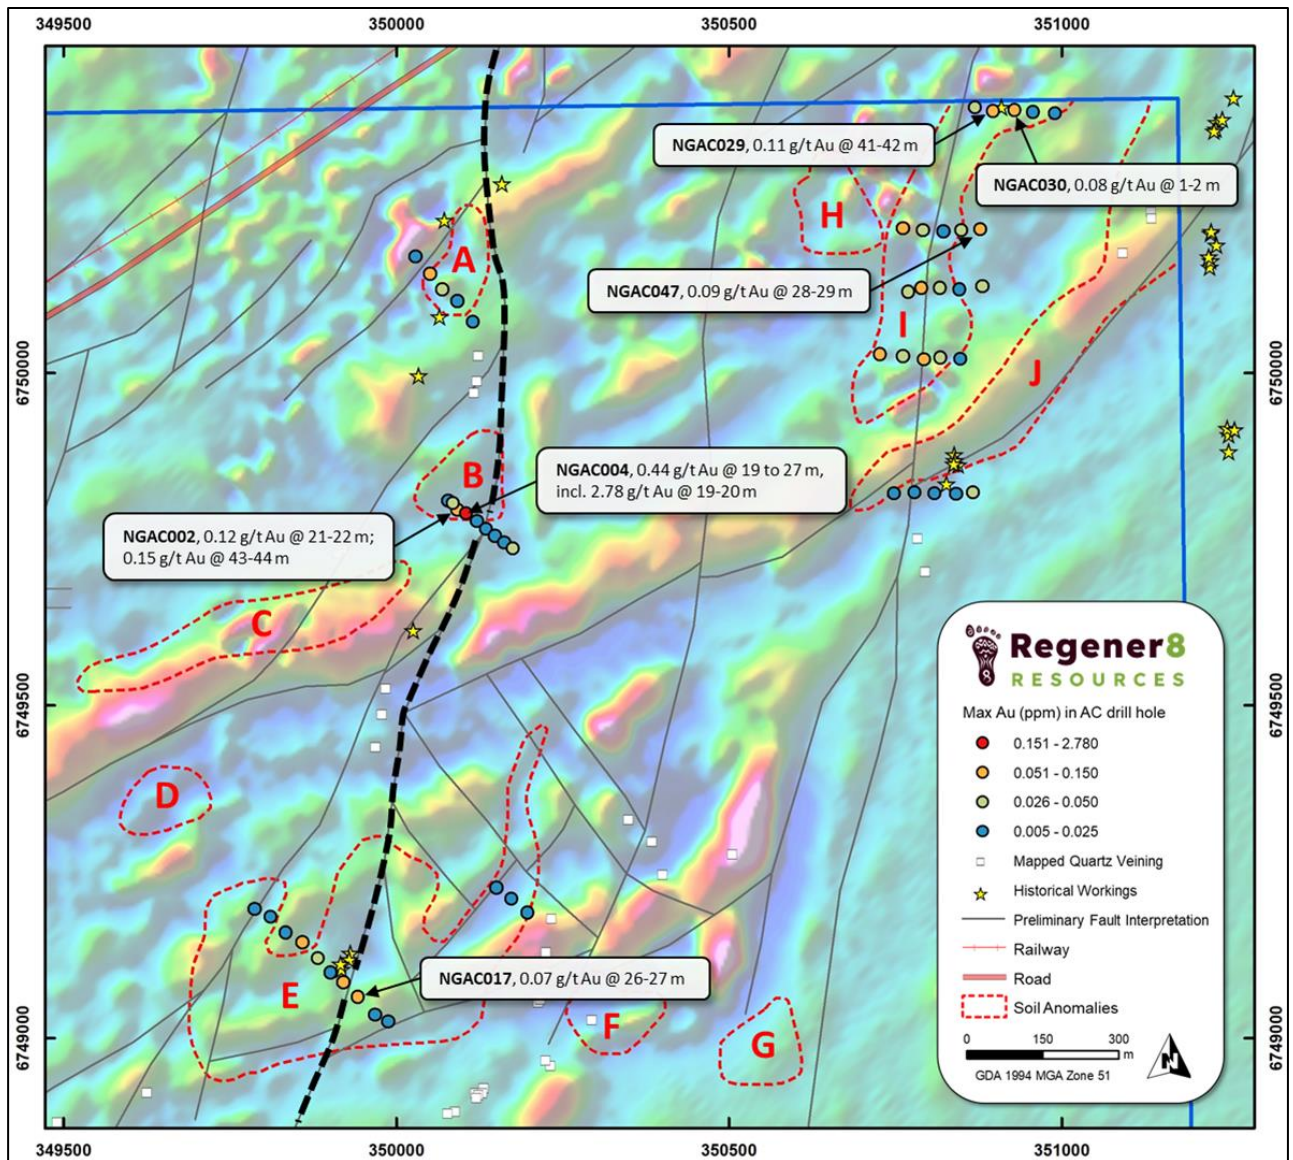 349500 350000 350500 351000
NGAC029, 0.11 g/t Au @ 41-42 m
NGAC030, 0.08 g/t Au @ 1-2 m
H
A
NGAC047, 0.09 g/t Au @ 28-29 m
I
6750000 6750000
J
B
NGAC004, 0.44 g/t Au @ 19 to 27 m,
incl. 2.78 g/t Au @ 19-20 m
NGAC002, 0.12 g/t Au @ 21-22 m;
0.15 g/t Au @ 43-44 m
C
6749500 6749500
D
E
NGAC017, 0.07 g/t Au @ 26-27 m
F
G
6749000 6749000
8
Regener8
RESOURCES
Max Au (ppm) in AC drill hole
0.151 - 2.780
0.051 - 0.150
0.026 - 0.050
0.005 - 0.025
Mapped Quartz Veining
Historical Workings
Preliminary Fault Interpretation
Railway
Road
Soil Anomalies
0 150 300
m
GDA 1994 MGA Zone 51
N
349500 350000 350500 351000